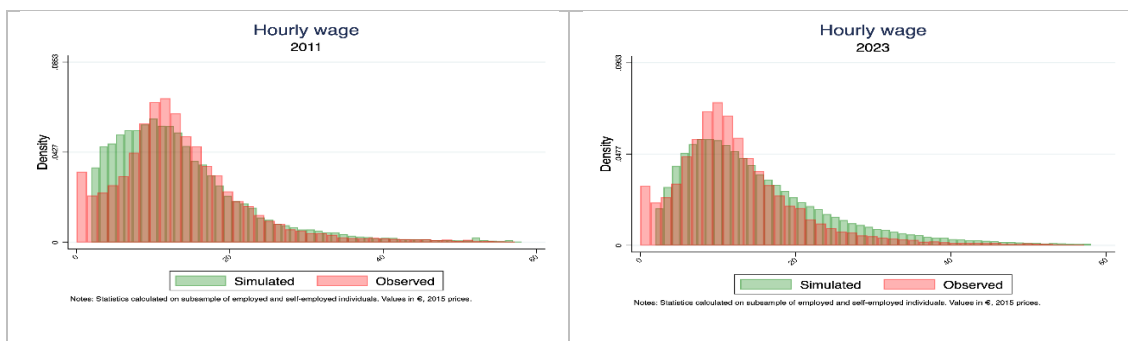 Hourly wage
2011
Density
.0427
0
0
20
40
60
Simulated
Observed
Notes: Statistics calculated on subsample of employed and self-employed individuals. Values in €, 2015 prices.
Hourly wage
2023
.0953
Density
.0477
0
0
20
40
60
Simulated
Observed
Notes: Statistics calculated on subsample of employed and self-employed individuals. Values in €, 2015 prices.